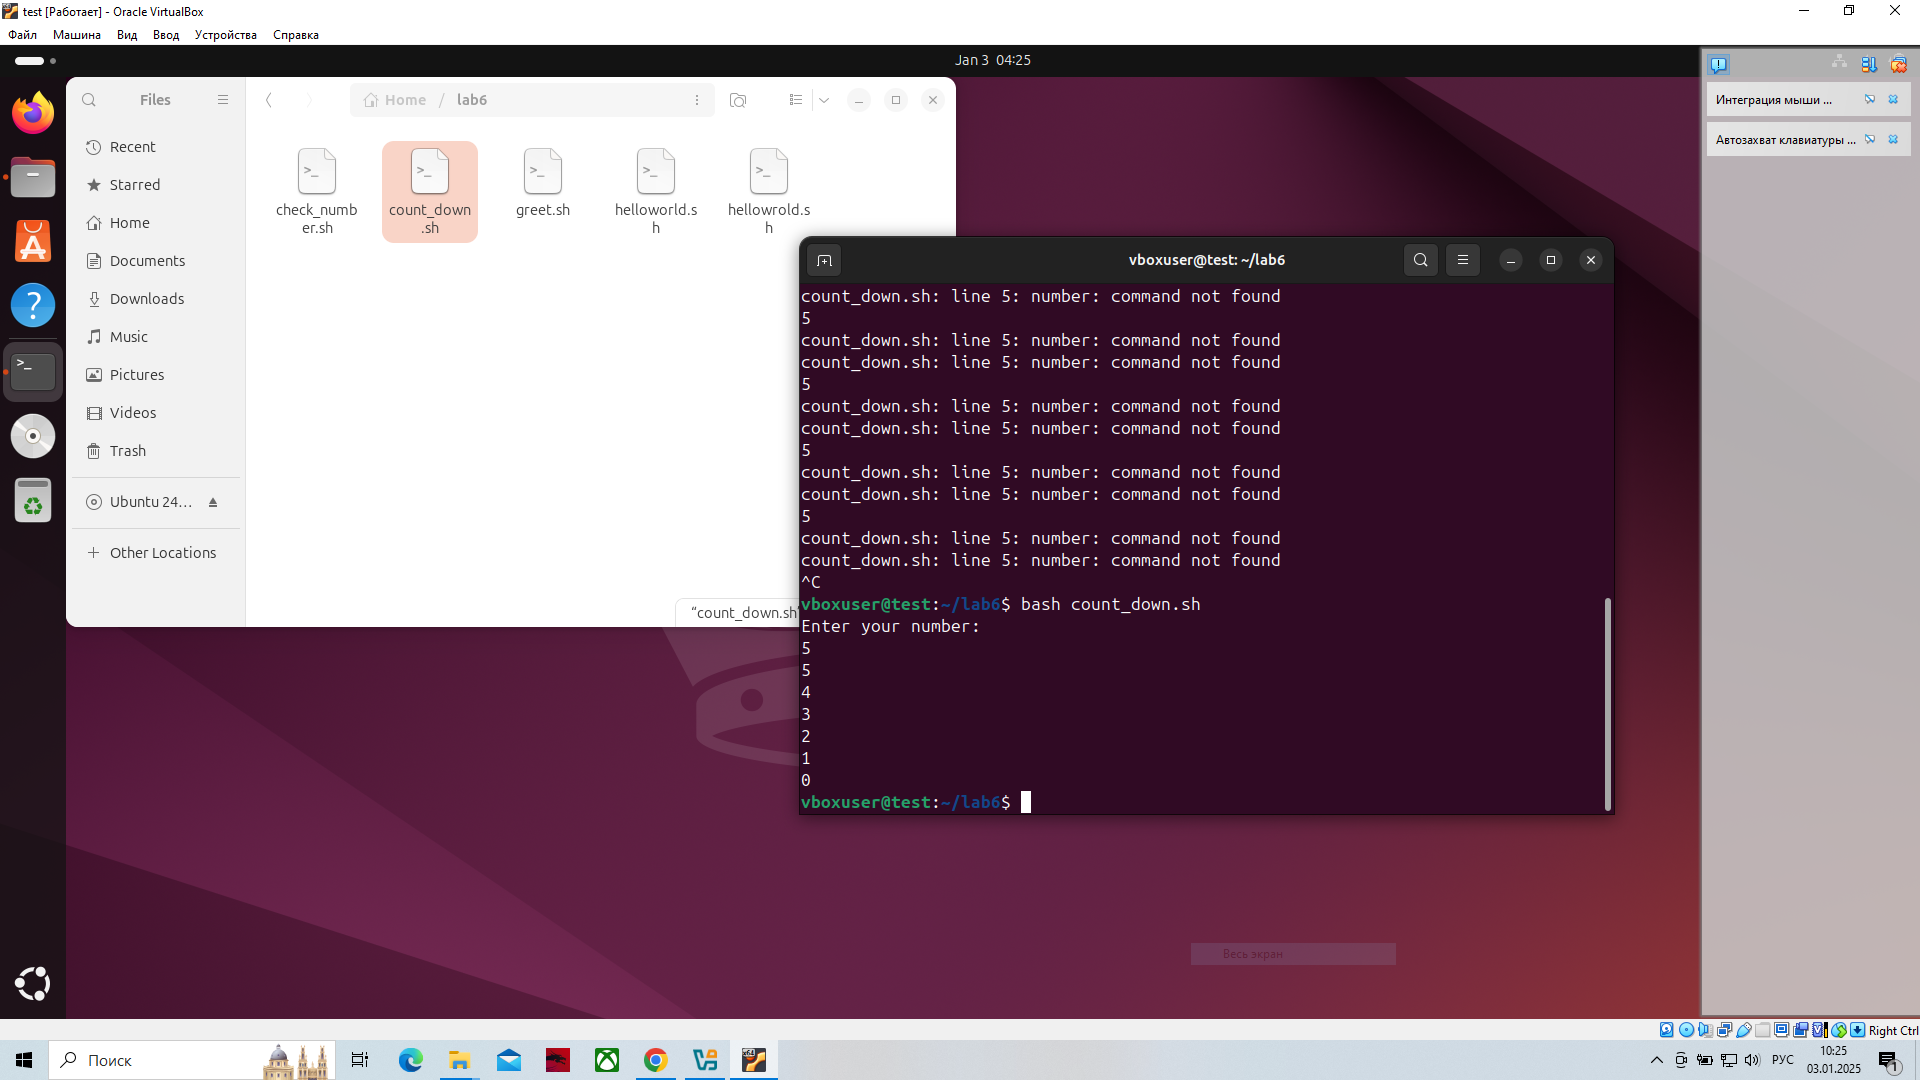 test [Работает] - Oracle VirtualBox
Файл Машина Вид Ввод Устройства Справка
Jan 3 04:25
Files
Home / lab6
Recent
Starred
Home
Documents
Downloads
Music
Pictures
Videos
Trash
Ubuntu 24...
Other Locations
check_numb
er.sh
count_down
.sh
greet.sh
helloworld.s
h
hellowrold.s
h
“count_down.sh
vboxuser@test: ~/lab6
count_down.sh: line 5: number: command not found
5
count_down.sh: line 5: number: command not found
count_down.sh: line 5: number: command not found
5
count_down.sh: line 5: number: command not found
count_down.sh: line 5: number: command not found
5
count_down.sh: line 5: number: command not found
count_down.sh: line 5: number: command not found
5
count_down.sh: line 5: number: command not found
count_down.sh: line 5: number: command not found
^C
vboxuser@test:~/lab6$ bash count_down.sh
Enter your number:
5
5
4
3
2
1
0
vboxuser@test:~/lab6$
Интеграция мыши ...
Автозахват клавиатуры ...
Весь экран
Right Ctrl
Поиск
РУС
10:25
03.01.2025
1